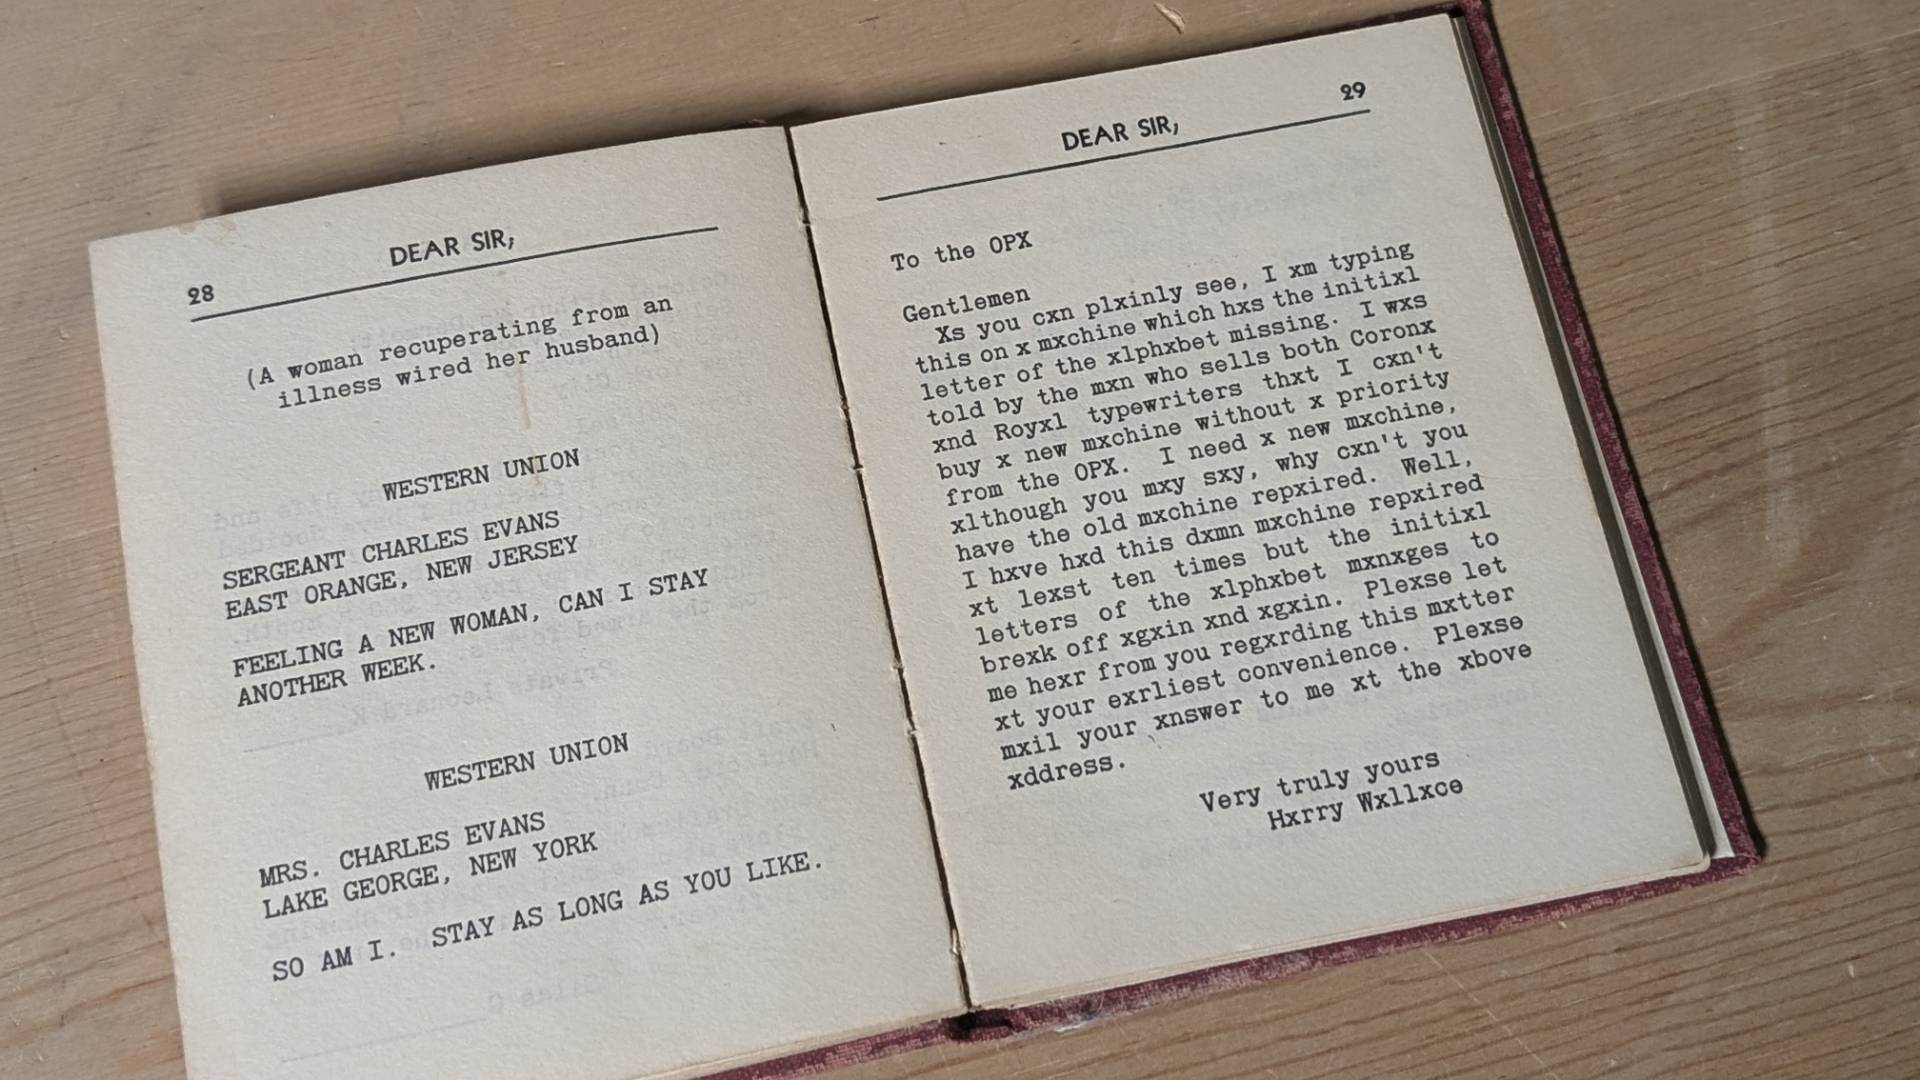 28
DEAR SIR,
(A woman recuperating from an
illness wired her husband)
WESTERN UNION
SERGEANT CHARLES EVANS
EAST ORANGE, NEW JERSEY
FEELING A NEW WOMAN, CAN I STAY
ANOTHER WEEK.
WESTERN UNION
MRS. CHARLES EVANS
LAKE GEORGE, NEW YORK
SO AM I. STAY AS LONG AS YOU LIKE.
DEAR SIR,
29
To the OPX
Gentlemen
Xs you cxn plxinly see, I xm typing
this on x mxchine which hxs the initixl
letter of the xlphxbet missing. I wxs
told by the mxn who sells both Coronx
xnd Royxl typewriters thxt I cxn't
buy x new mxchine without x priority
from the OPX. I need x new mxchine,
xlthough you mxy sxy, why cxn't you
have the old mxchine repxired. Well,
I hxve hxd this dxmn mxchine repxired
xt lexst ten times but the initixl
letters of the xlphxbet mxnxges to
brexk off xgxin xnd xgxin. Plexse let
me hexr from you regxrding this mxtter
xt your exrliest convenience. Plexse
mxil your xnswer to me xt the xbove
xddress.
Very truly yours
Hxrry Wxllxce